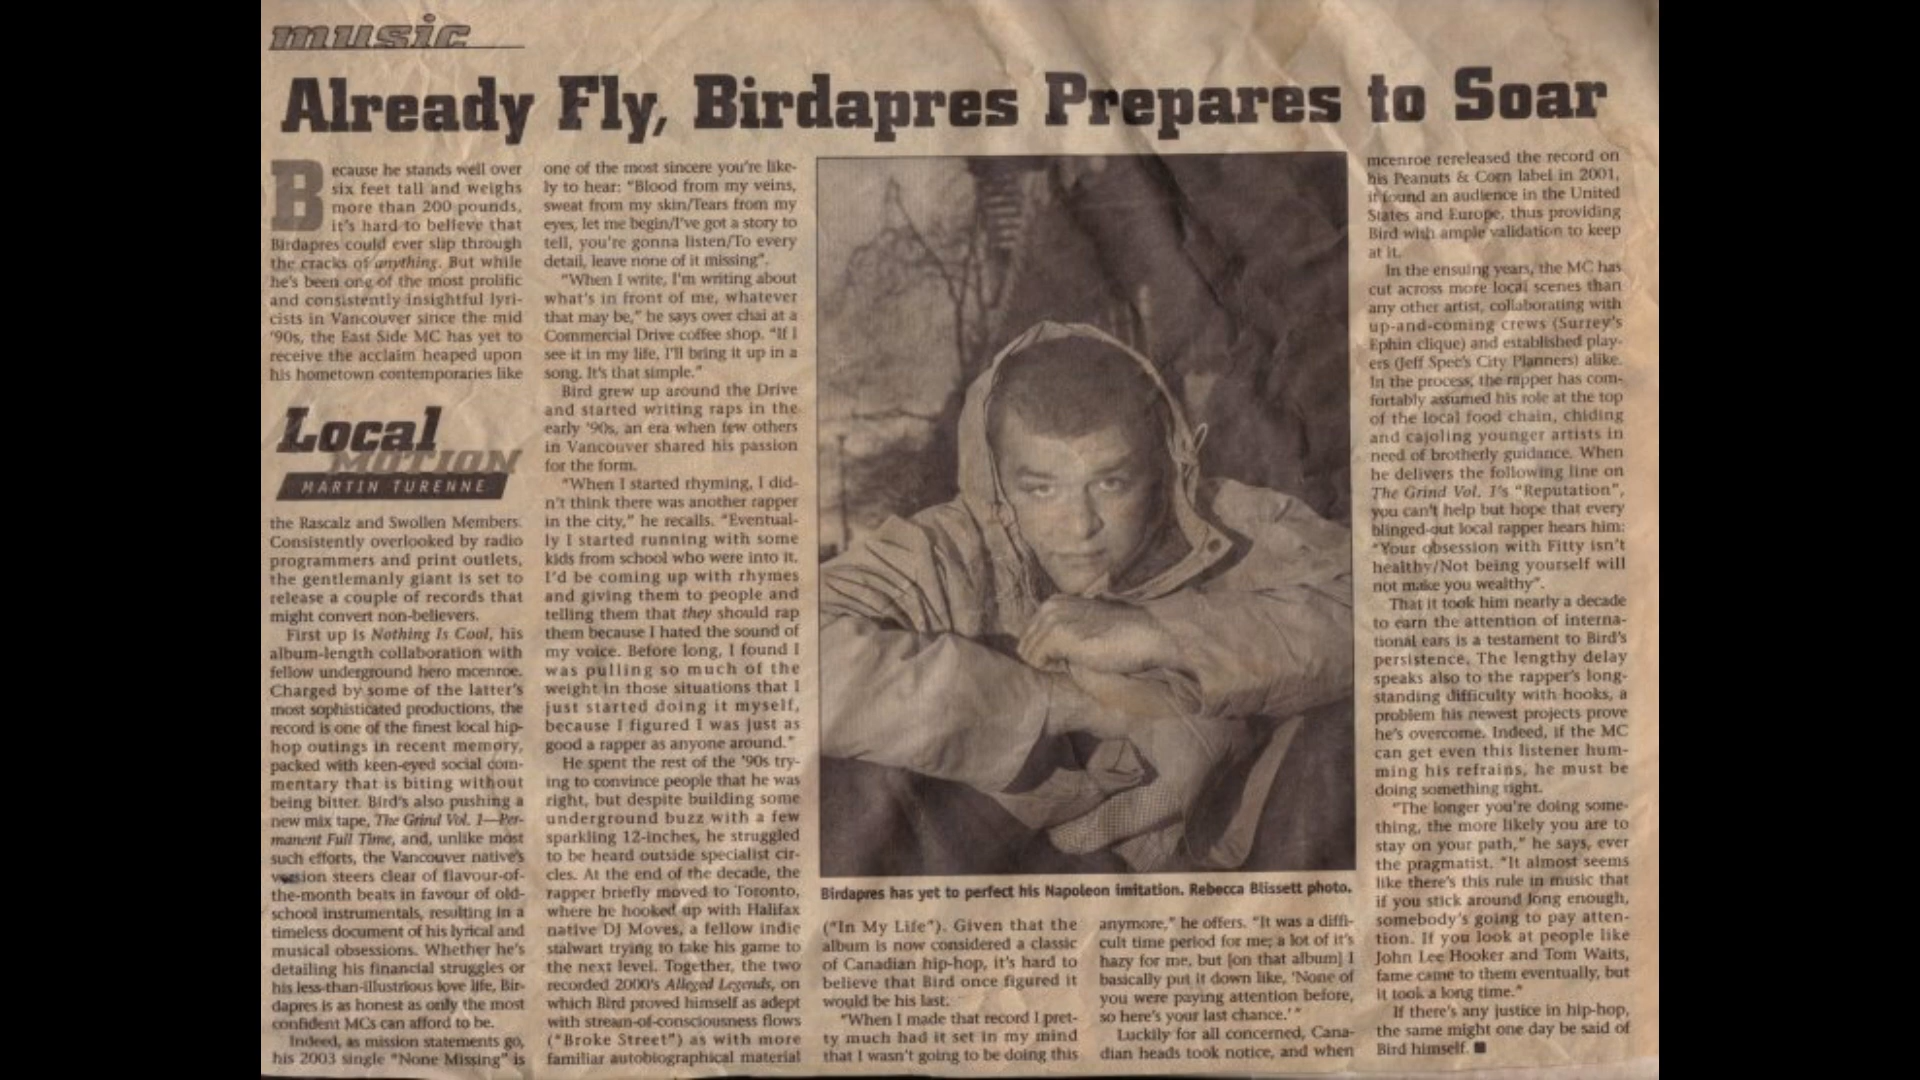 music
Already Fly, Birdapres Prepares to Soar
Because he stands well over
six feet tall and weighs
more than 200 pounds,
it's hard to believe that
Birdapres could ever slip through
the cracks of anything. But while
he's been one of the most prolific
and consistently insightful lyri-
cists in Vancouver since the mid
'90s, the East Side MC has yet to
receive the acclaim heaped upon
his hometown contemporaries like
Local
MOTION
MARTIN TURENNE
the Rascalz and Swollen Members.
Consistently overlooked by radio
programmers and print outlets,
the gentlemanly giant is set to
release a couple of records that
might convert non-believers.
First up is Nothing Is Cool, his
album-length collaboration with
fellow underground hero mcenroe.
Charged by some of the latter's
most sophisticated productions, the
record is one of the finest local hip-
hop outings in recent memory,
packed with keen-eyed social com-
mentary that is biting without
being bitter. Bird's also pushing a
new mix tape, The Grind Vol. 1—Per-
manent Full Time, and, unlike most
such efforts, the Vancouver native's
version steers clear of flavour-of-
the-month beats in favour of old-
school instrumentals, resulting in a
timeless document of his lyrical and
musical obsessions. Whether he's
detailing his financial struggles or
his less-than-illustrious love life, Bir-
dapres is as honest as only the most
confident MCs can afford to be.
Indeed, as mission statements go,
his 2003 single "None Missing" is
one of the most sincere you're like-
ly to hear: "Blood from my veins,
sweat from my skin/Tears from my
eyes, let me begin/I've got a story to
tell, you're gonna listen/To every
detail, leave none of it missing".
"When I write, I'm writing about
what's in front of me, whatever
that may be," he says over chai at a
Commercial Drive coffee shop. "If I
see it in my life, I'll bring it up in a
song. It's that simple."
Bird grew up around the Drive
and started writing raps in the
early '90s, an era when few others
in Vancouver shared his passion
for the form.
"When I started rhyming, I did-
n't think there was another rapper
in the city," he recalls. "Eventual-
ly I started running with some
kids from school who were into it.
I'd be coming up with rhymes
and giving them to people and
telling them that they should rap
them because I hated the sound of
my voice. Before long, I found I
was pulling so much of the
weight in those situations that I
just started doing it myself,
because I figured I was just as
good a rapper as anyone around."
He spent the rest of the '90s try-
ing to convince people that he was
right, but despite building some
underground buzz with a few
sparkling 12-inches, he struggled
to be heard outside specialist cir-
cles. At the end of the decade, the
rapper briefly moved to Toronto,
where he hooked up with Halifax
native DJ Moves, a fellow indie
stalwart trying to take his game to
the next level. Together, the two
recorded 2000's Alleged Legends, on
which Bird proved himself as adept
with stream-of-consciousness flows
("Broke Street") as with more
familiar autobiographical material
Birdapres has yet to perfect his Napoleon imitation. Rebecca Blissett photo.
("In My Life"). Given that the
album is now considered a classic
of Canadian hip-hop, it's hard to
believe that Bird once figured it
would be his last.
"When I made that record I pret-
ty much had it set in my mind
that I wasn't going to be doing this
anymore," he offers. "It was a diffi-
cult time period for me; a lot of it's
hazy for me, but [on that album] I
basically put it down like, 'None of
you were paying attention before,
so here's your last chance.' "
Luckily for all concerned, Cana-
dian heads took notice, and when
mcenroe rereleased the record on
his Peanuts & Corn label in 2001,
it found an audience in the United
States and Europe, thus providing
Bird with ample validation to keep
at it.
In the ensuing years, the MC has
cut across more local scenes than
any other artist, collaborating with
up-and-coming crews (Surrey's
Ephin clique) and established play-
ers (Jeff Spec's City Planners) alike.
In the process, the rapper has com-
fortably assumed his role at the top
of the local food chain, chiding
and cajoling younger artists in
need of brotherly guidance. When
he delivers the following line on
The Grind Vol. 1's "Reputation",
you can't help but hope that every
blinged-out local rapper hears him:
"Your obsession with Fitty isn't
healthy/Not being yourself will
not make you wealthy".
That it took him nearly a decade
to earn the attention of interna-
tional ears is a testament to Bird's
persistence. The lengthy delay
speaks also to the rapper's long-
standing difficulty with hooks, a
problem his newest projects prove
he's overcome. Indeed, if the MC
can get even this listener hum-
ming his refrains, he must be
doing something right.
"The longer you're doing some-
thing, the more likely you are to
stay on your path," he says, ever
the pragmatist. "It almost seems
like there's this rule in music that
if you stick around long enough,
somebody's going to pay atten-
tion. If you look at people like
John Lee Hooker and Tom Waits,
fame came to them eventually, but
it took a long time."
If there's any justice in hip-hop,
the same might one day be said of
Bird himself. ■